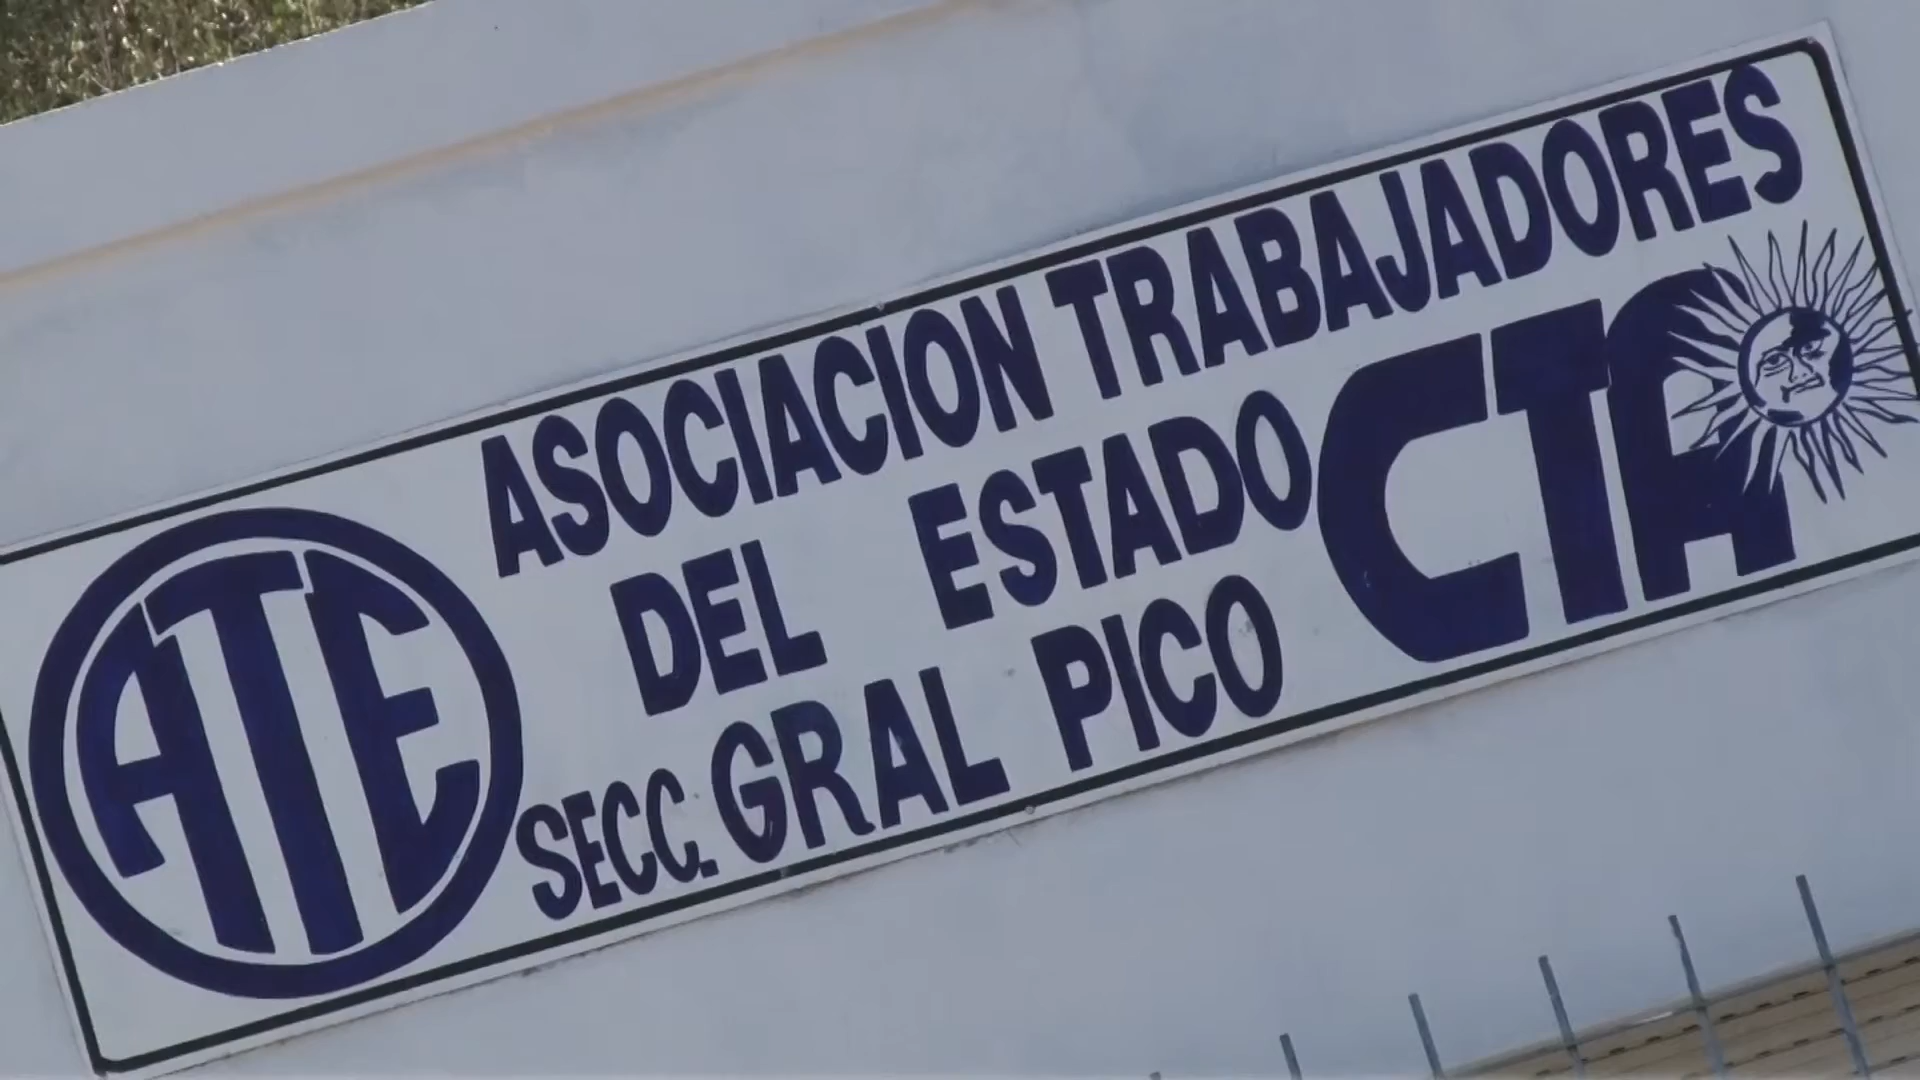 ATE
ASOCIACION TRABAJADORES
DEL ESTADO
SECC. GRAL PICO
CTA